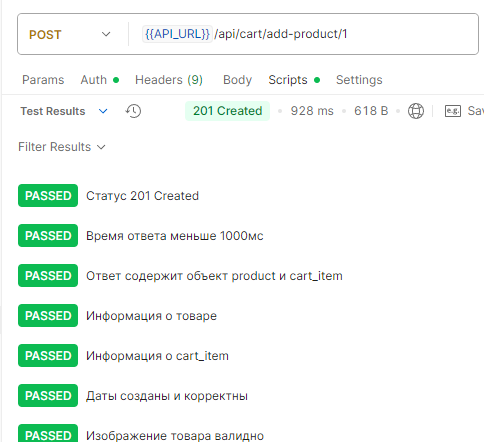 POST {{API_URL}} /api/cart/add-product/1
Params Auth Headers (9) Body Scripts Settings
Test Results 201 Created 928 ms 618 B e.g. Sav
Filter Results
PASSED Статус 201 Created
PASSED Время ответа меньше 1000мс
PASSED Ответ содержит объект product и cart_item
PASSED Информация о товаре
PASSED Информация о cart_item
PASSED Даты созданы и корректны
PASSED Изображение товара валидно